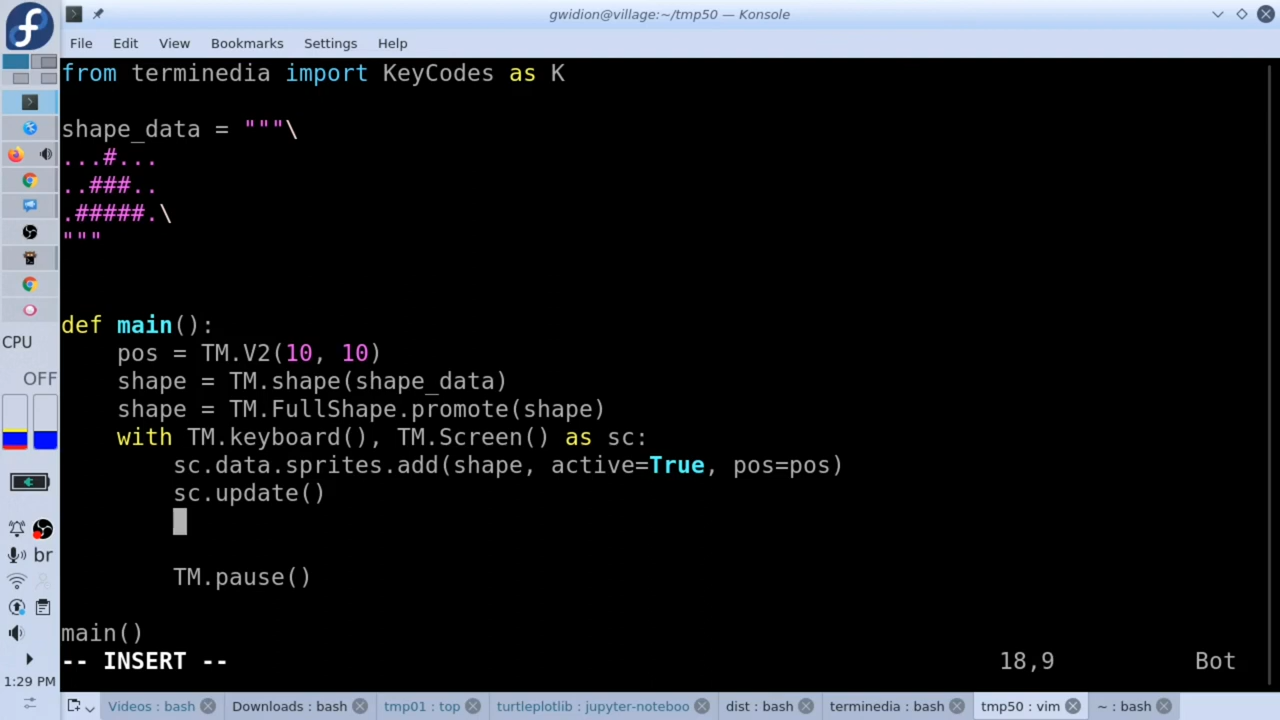 gwidion@village:~/tmp50 — Konsole
File Edit View Bookmarks Settings Help
from terminedia import KeyCodes as K
shape_data = """\
...#...
..###..
.#####.\
"""
def main():
    pos = TM.V2(10, 10)
    shape = TM.shape(shape_data)
    shape = TM.FullShape.promote(shape)
    with TM.keyboard(), TM.Screen() as sc:
        sc.data.sprites.add(shape, active=True, pos=pos)
        sc.update()
        TM.pause()
main()
-- INSERT -- 18,9 Bot
CPU
OFF
br
1:29 PM
Videos : bash Downloads : bash tmp01 : top turtleplotlib : jupyter-noteboo dist : bash terminedia : bash tmp50 : vim ~ : bash